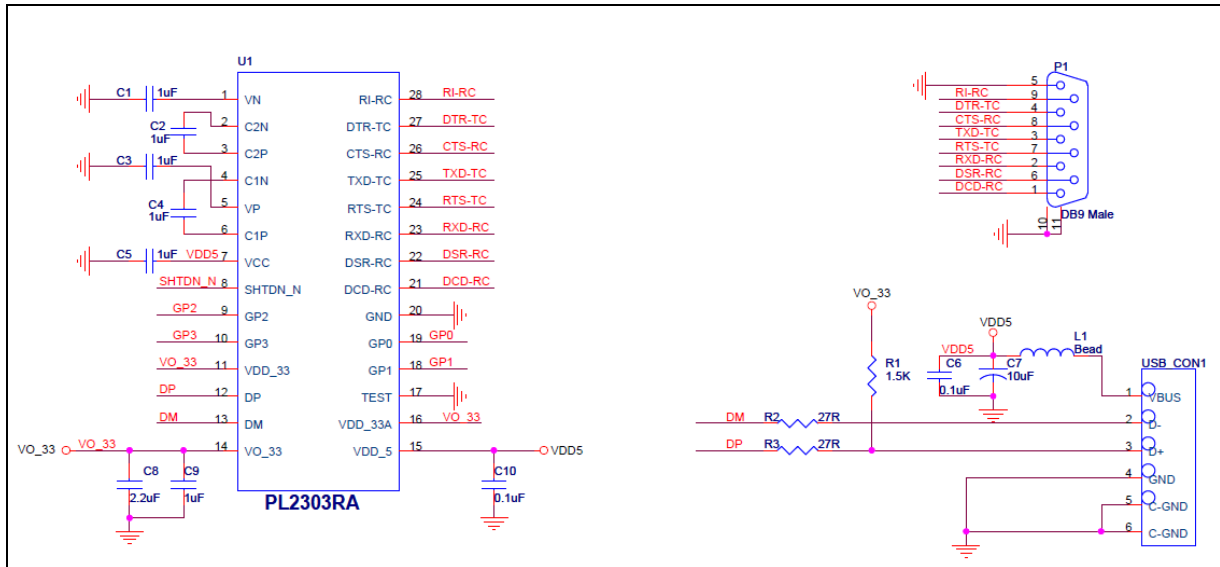 U1
C1 1uF
1 VN
C2
1uF
2 C2N
3 C2P
C3 1uF
4 C1N
C4
1uF
5 VP
6 C1P
C5 1uF VDD5 7 VCC
SHTDN_N 8 SHTDN_N
GP2 9 GP2
GP3 10 GP3
VO_33 11 VDD_33
DP 12 DP
DM 13 DM
VO_33 VO_33 14 VO_33
C8
2.2uF
C9
1uF
RI-RC 28 RI-RC
DTR-TC 27 DTR-TC
CTS-RC 26 CTS-RC
TXD-TC 25 TXD-TC
RTS-TC 24 RTS-TC
RXD-RC 23 RXD-RC
DSR-RC 22 DSR-RC
DCD-RC 21 DCD-RC
GND 20
GP0 19 GP0
GP1 18 GP1
TEST 17
VDD_33A 16 VO_33
VDD_5 15 VDD5
C10
0.1uF
PL2303RA
P1
5
RI-RC 9
DTR-TC 4
CTS-RC 8
TXD-TC 3
RTS-TC 7
RXD-RC 2
DSR-RC 6
DCD-RC 1
DB9 Male
10
11
VO_33
R1
1.5K
VDD5
VDD5
C6
0.1uF
C7
10uF
L1
Bead
USB_CON1
1 VBUS
DM R2 27R 2 D-
DP R3 27R 3 D+
4 GND
5 C-GND
6 C-GND